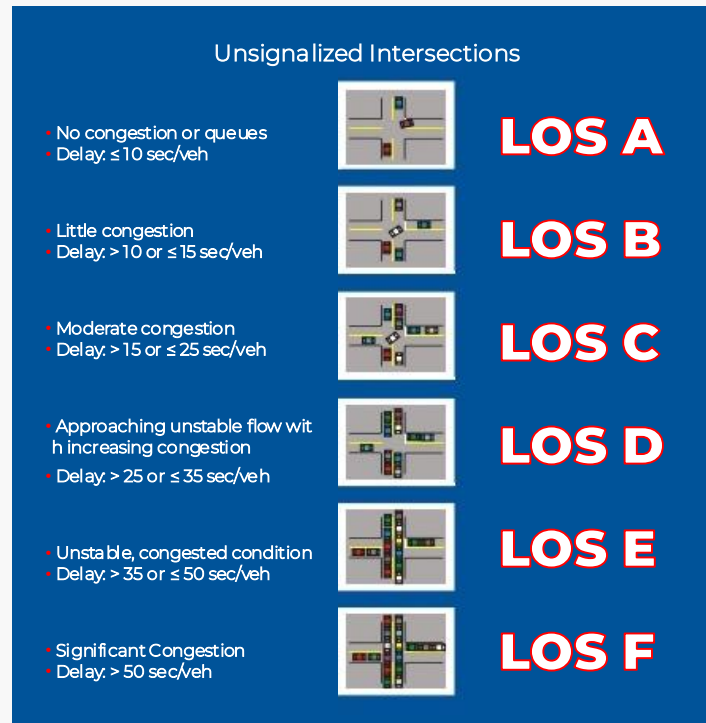 Unsignalized Intersections
• No congestion or queues
• Delay: ≤ 10 sec/veh
LOS A
• Little congestion
• Delay: > 10 or ≤ 15 sec/veh
LOS B
• Moderate congestion
• Delay: > 15 or ≤ 25 sec/veh
LOS C
• Approaching unstable flow wit
h increasing congestion
• Delay: > 25 or ≤ 35 sec/veh
LOS D
• Unstable, congested condition
• Delay: > 35 or ≤ 50 sec/veh
LOS E
• Significant Congestion
• Delay: > 50 sec/veh
LOS F